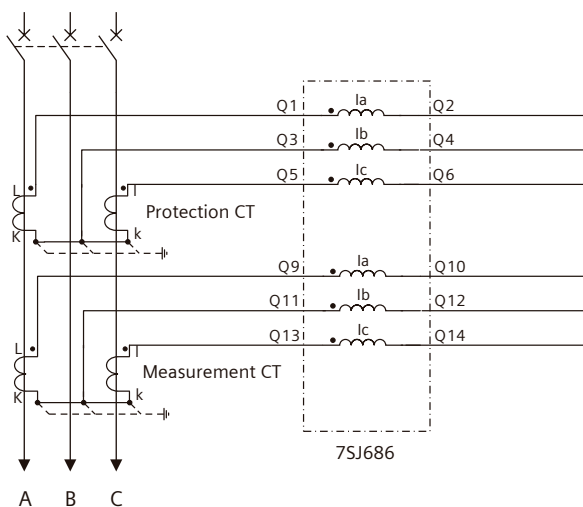 Q1 Ia Q2
Q3 Ib Q4
Q5 Ic Q6
L l
Protection CT
K k
Q9 Ia Q10
Q11 Ib Q12
Q13 Ic Q14
L l
Measurement CT
K k
7SJ686
A B C